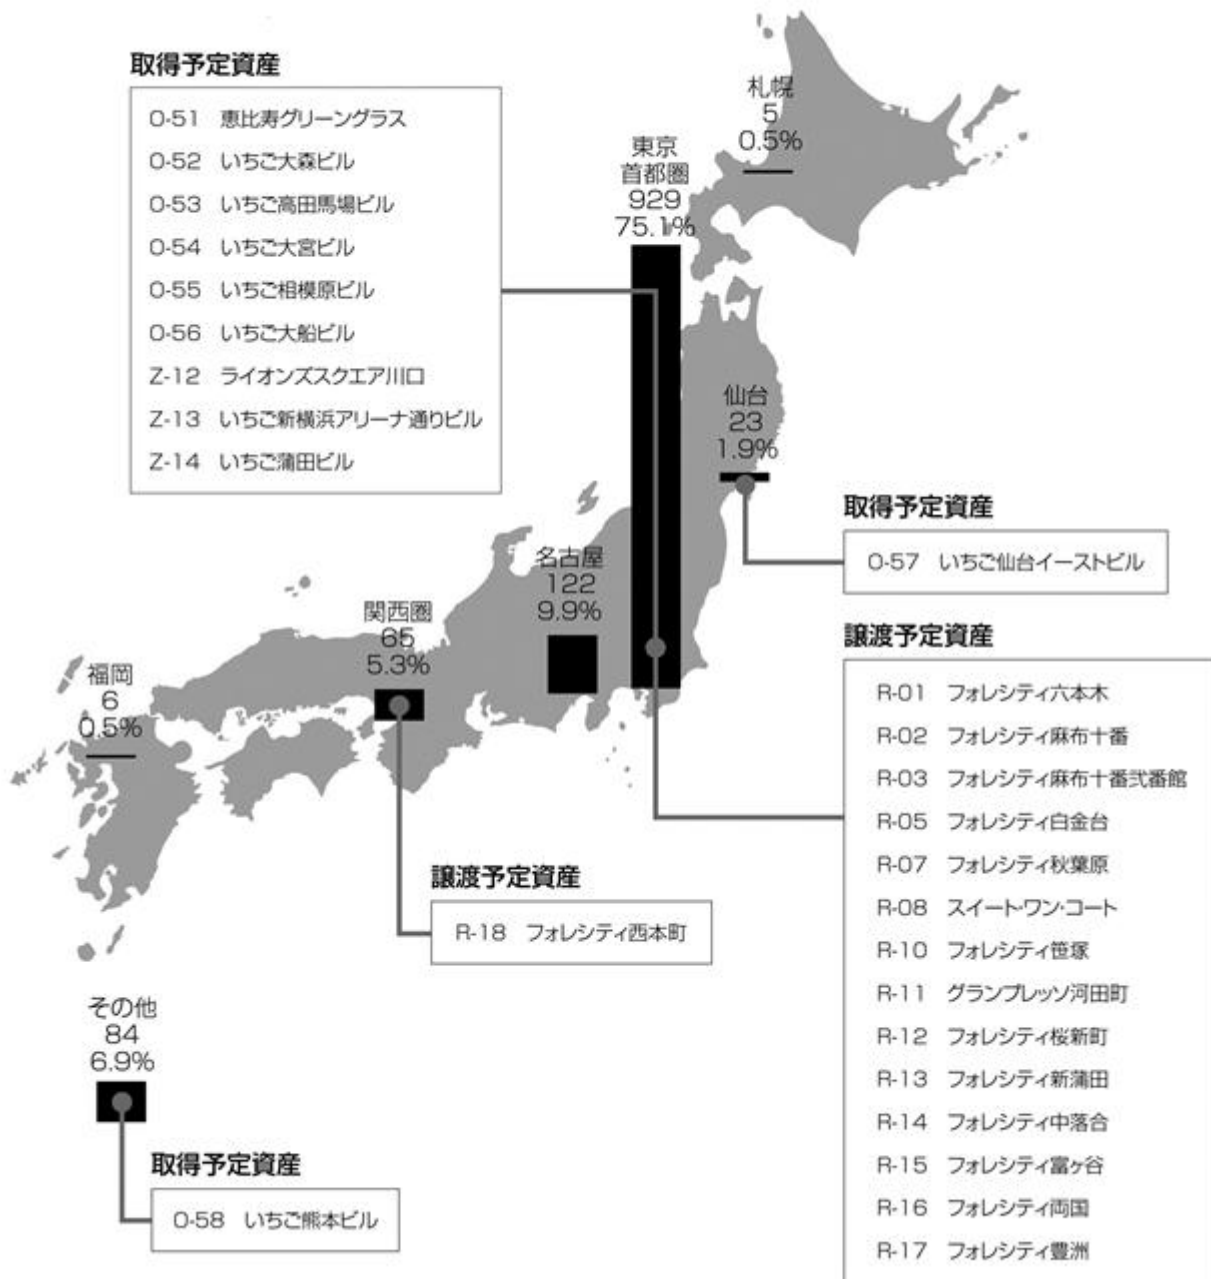 取得予定資産
O-51 恵比寿グリーングラス
O-52 いちご大森ビル
O-53 いちご高田馬場ビル
O-54 いちご大宮ビル
O-55 いちご相模原ビル
O-56 いちご大船ビル
Z-12 ライオンズスクエア川口
Z-13 いちご新横浜アリーナ通りビル
Z-14 いちご蒲田ビル
札幌
5
0.5%
東京
首都圏
929
75.1%
仙台
23
1.9%
取得予定資産
O-57 いちご仙台イーストビル
名古屋
122
9.9%
関西圏
65
5.3%
福岡
6
0.5%
譲渡予定資産
R-01 フォレシティ六本木
R-02 フォレシティ麻布十番
R-03 フォレシティ麻布十番弐番館
R-05 フォレシティ白金台
R-07 フォレシティ秋葉原
R-08 スイート・ワン・コート
R-10 フォレシティ笹塚
R-11 グランプレッソ河田町
R-12 フォレシティ桜新町
R-13 フォレシティ新蒲田
R-14 フォレシティ中落合
R-15 フォレシティ富ヶ谷
R-16 フォレシティ両国
R-17 フォレシティ豊洲
譲渡予定資産
R-18 フォレシティ西本町
その他
84
6.9%
取得予定資産
O-58 いちご熊本ビル